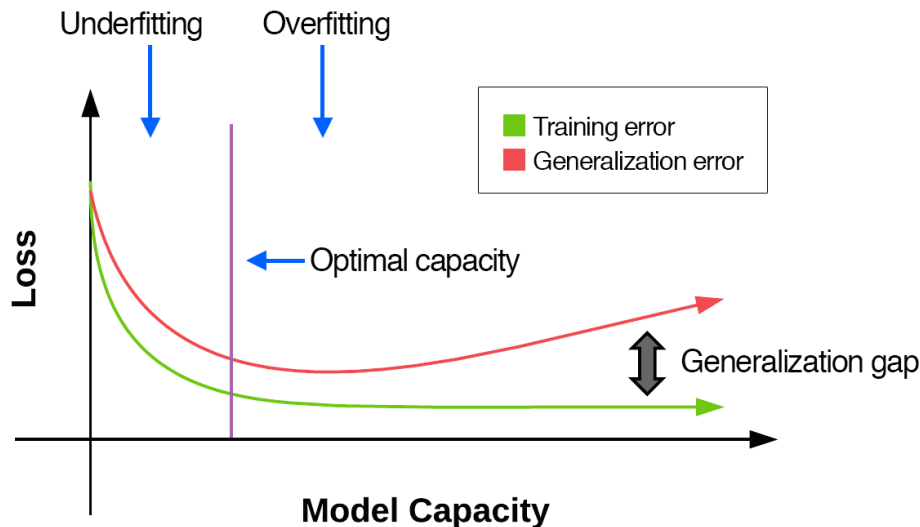 Underfitting
Overfitting
Training error
Generalization error
Optimal capacity
Loss
Generalization gap
Model Capacity